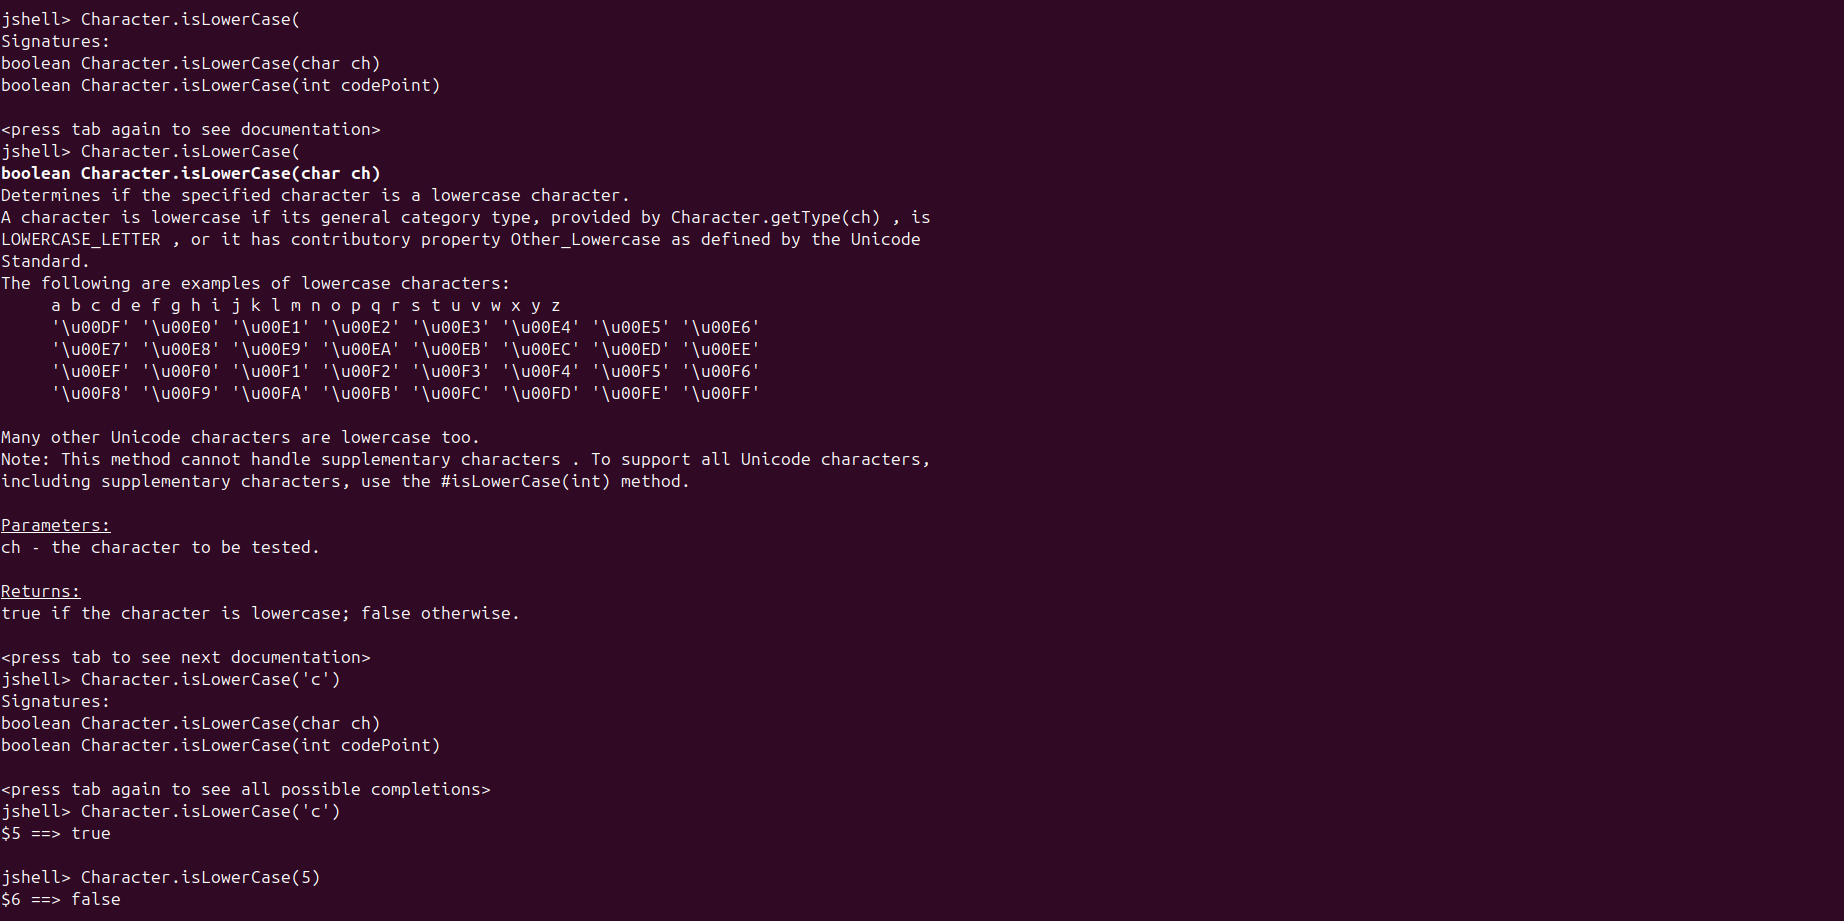 jshell> Character.isLowerCase(
Signatures:
boolean Character.isLowerCase(char ch)
boolean Character.isLowerCase(int codePoint)
<press tab again to see documentation>
jshell> Character.isLowerCase(
boolean Character.isLowerCase(char ch)
Determines if the specified character is a lowercase character.
A character is lowercase if its general category type, provided by Character.getType(ch) , is
LOWERCASE_LETTER , or it has contributory property Other_Lowercase as defined by the Unicode
Standard.
The following are examples of lowercase characters:
a b c d e f g h i j k l m n o p q r s t u v w x y z
'\u00DF' '\u00E0' '\u00E1' '\u00E2' '\u00E3' '\u00E4' '\u00E5' '\u00E6'
'\u00E7' '\u00E8' '\u00E9' '\u00EA' '\u00EB' '\u00EC' '\u00ED' '\u00EE'
'\u00EF' '\u00F0' '\u00F1' '\u00F2' '\u00F3' '\u00F4' '\u00F5' '\u00F6'
'\u00F8' '\u00F9' '\u00FA' '\u00FB' '\u00FC' '\u00FD' '\u00FE' '\u00FF'
Many other Unicode characters are lowercase too.
Note: This method cannot handle supplementary characters . To support all Unicode characters,
including supplementary characters, use the #isLowerCase(int) method.
Parameters:
ch - the character to be tested.
Returns:
true if the character is lowercase; false otherwise.
<press tab to see next documentation>
jshell> Character.isLowerCase('c')
Signatures:
boolean Character.isLowerCase(char ch)
boolean Character.isLowerCase(int codePoint)
<press tab again to see all possible completions>
jshell> Character.isLowerCase('c')
$5 ==> true
jshell> Character.isLowerCase(5)
$6 ==> false